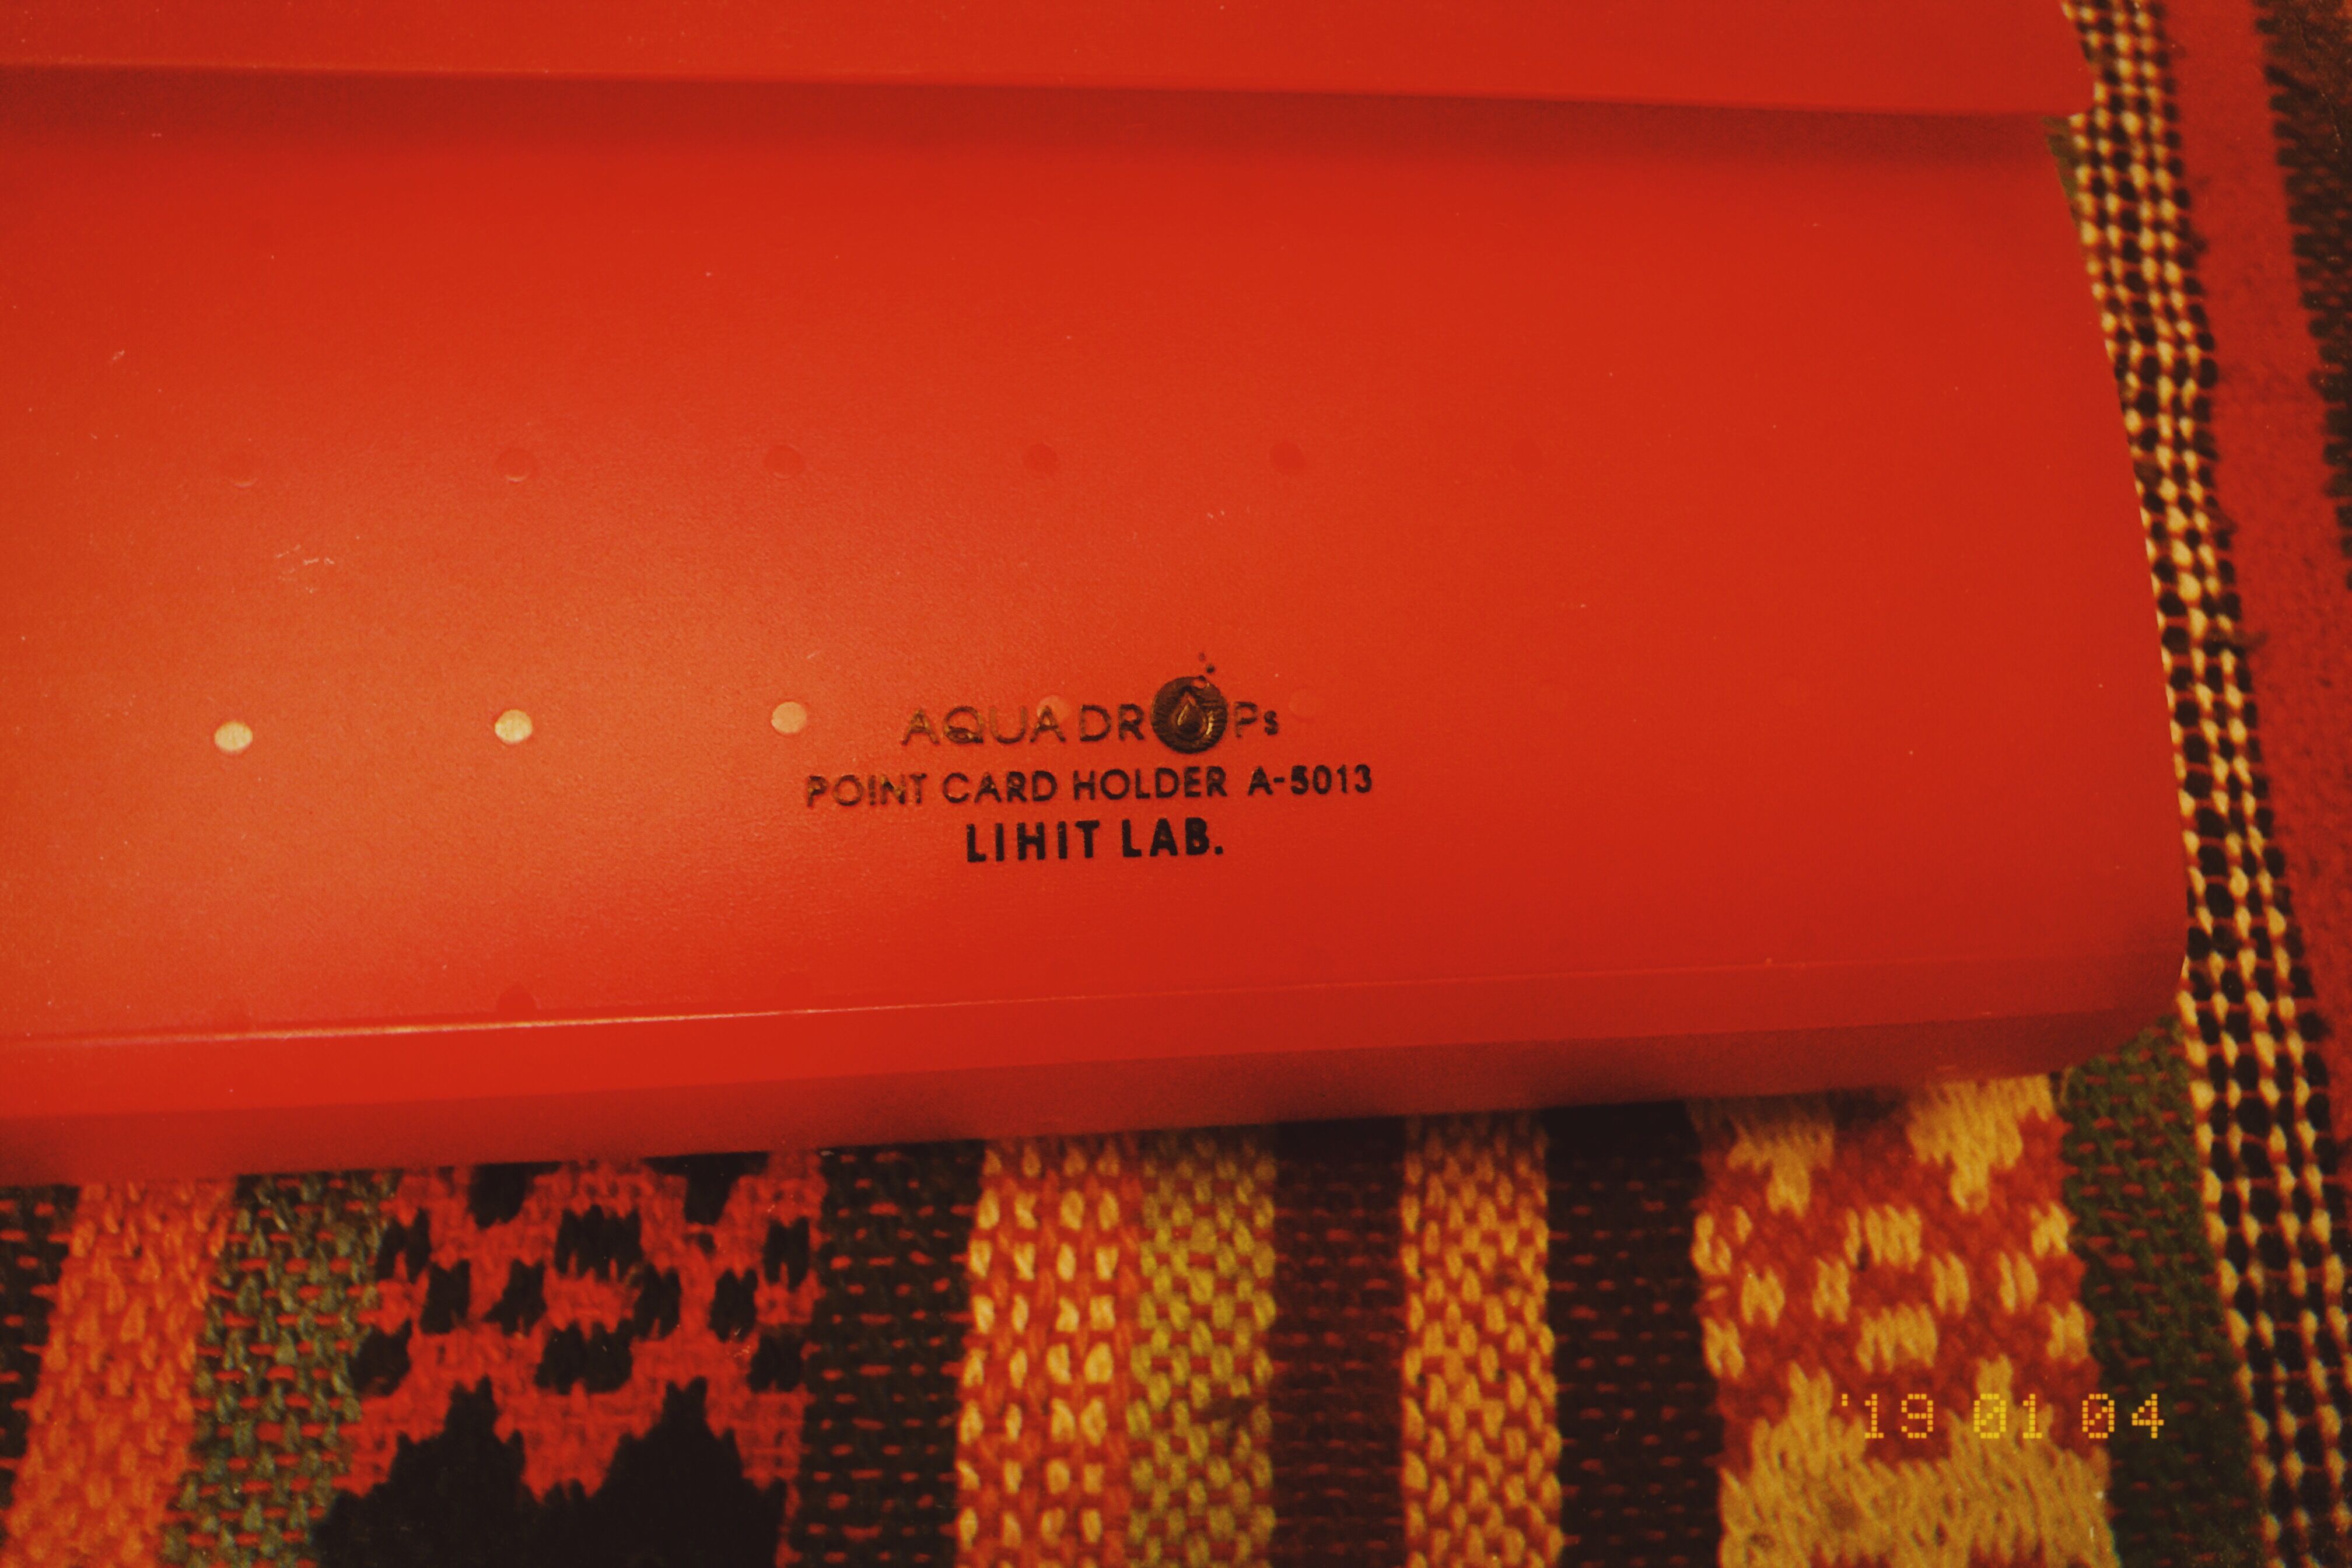 AQUA DROPs
POINT CARD HOLDER A-5013
LIHIT LAB.
'19 01 04